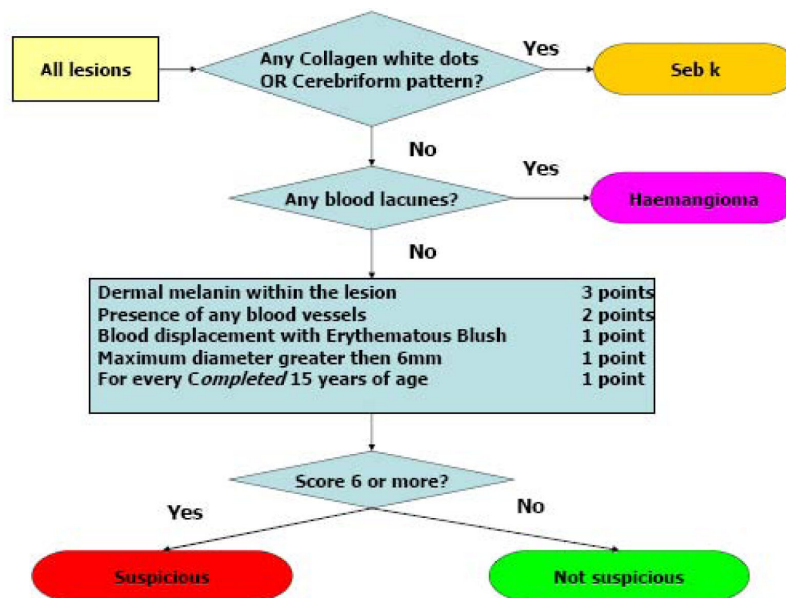 All lesions
Any Collagen white dots
OR Cerebriform pattern?
Yes
Seb k
No
Any blood lacunes?
Yes
Haemangioma
No
Dermal melanin within the lesion 3 points
Presence of any blood vessels 2 points
Blood displacement with Erythematous Blush 1 point
Maximum diameter greater then 6mm 1 point
For every Completed 15 years of age 1 point
Score 6 or more?
Yes
No
Suspicious
Not suspicious